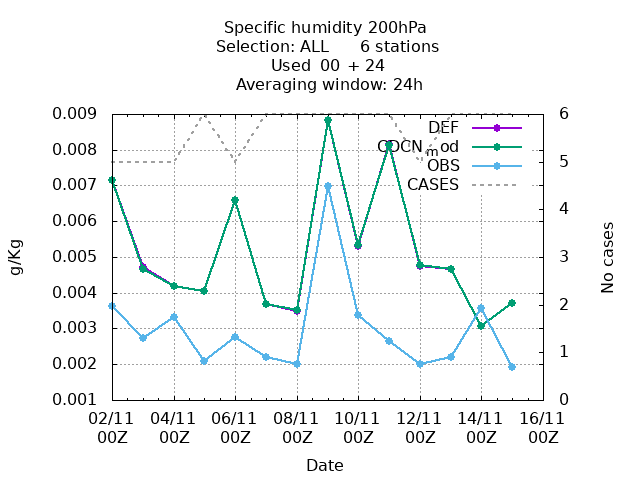 Specific humidity 200hPa
Selection: ALL 6 stations
Used 00 + 24
Averaging window: 24h
0.009
0.008
0.007
0.006
0.005
0.004
0.003
0.002
0.001
g/Kg
6
5
4
3
2
1
0
No cases
DEF
COCN_mod
OBS
CASES
02/11 04/11 06/11 08/11 10/11 12/11 14/11 16/11
00Z 00Z 00Z 00Z 00Z 00Z 00Z 00Z
Date